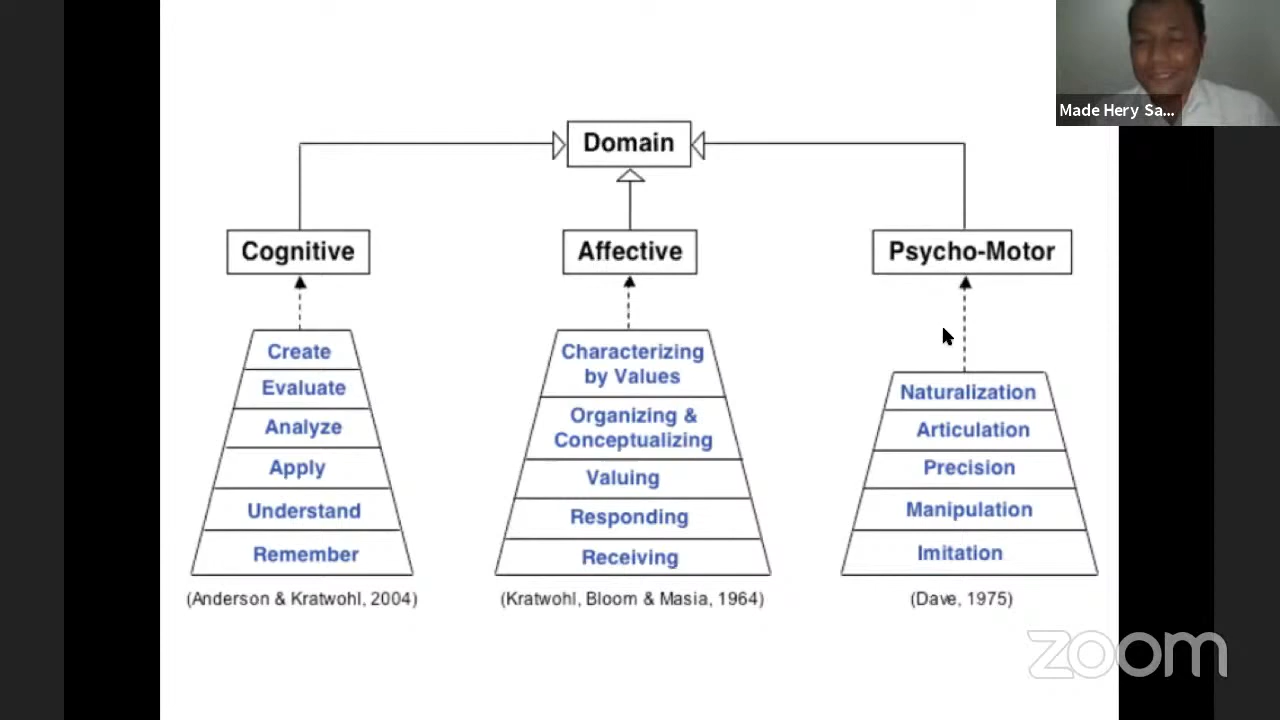 Made Hery Sa...
Domain
Cognitive
Affective
Psycho-Motor
Create
Evaluate
Analyze
Apply
Understand
Remember
(Anderson & Kratwohl, 2004)
Characterizing
by Values
Organizing &
Conceptualizing
Valuing
Responding
Receiving
(Kratwohl, Bloom & Masia, 1964)
Naturalization
Articulation
Precision
Manipulation
Imitation
(Dave, 1975)
zoom